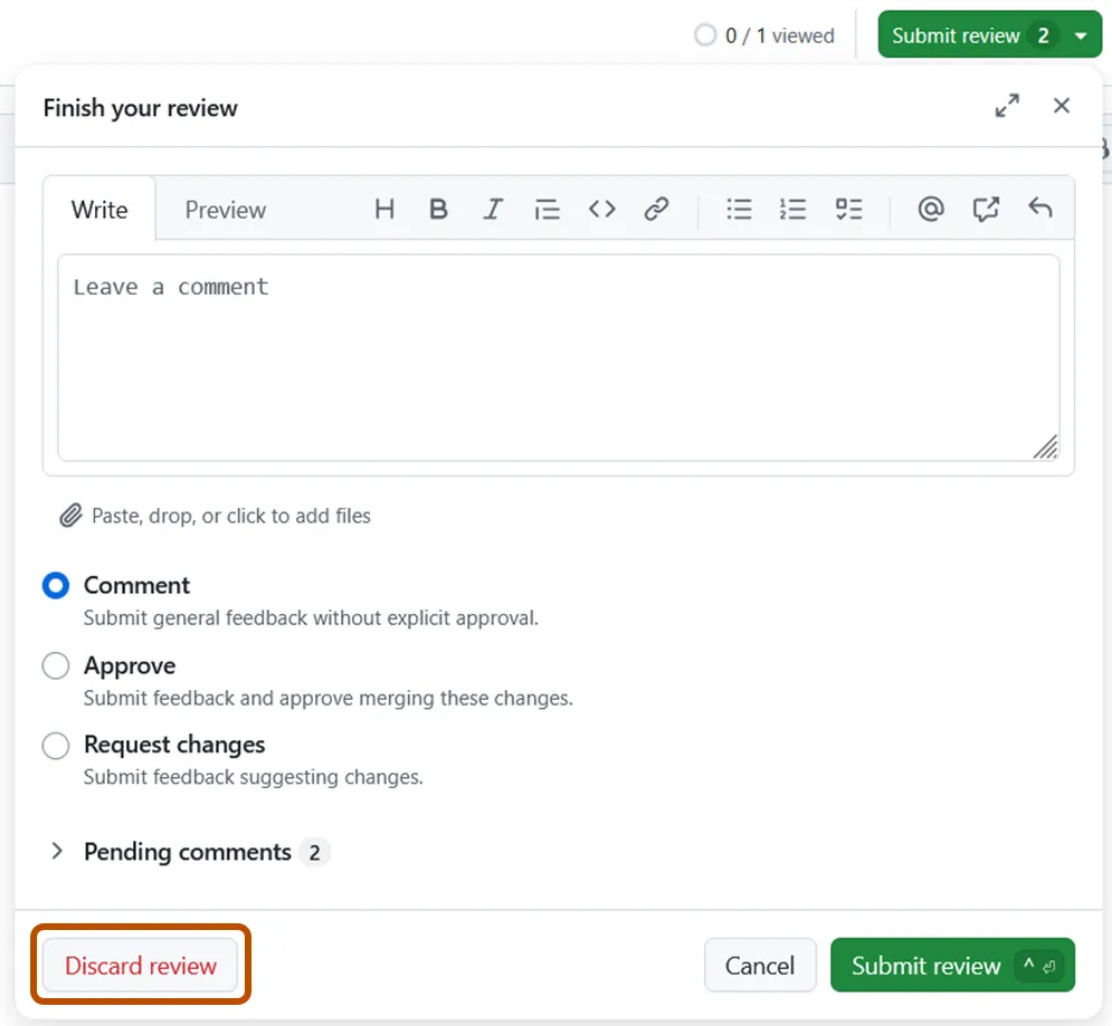 0 / 1 viewed
Submit review 2
Finish your review
Write Preview
Leave a comment
Paste, drop, or click to add files
Comment
Submit general feedback without explicit approval.
Approve
Submit feedback and approve merging these changes.
Request changes
Submit feedback suggesting changes.
Pending comments 2
Discard review Cancel Submit review